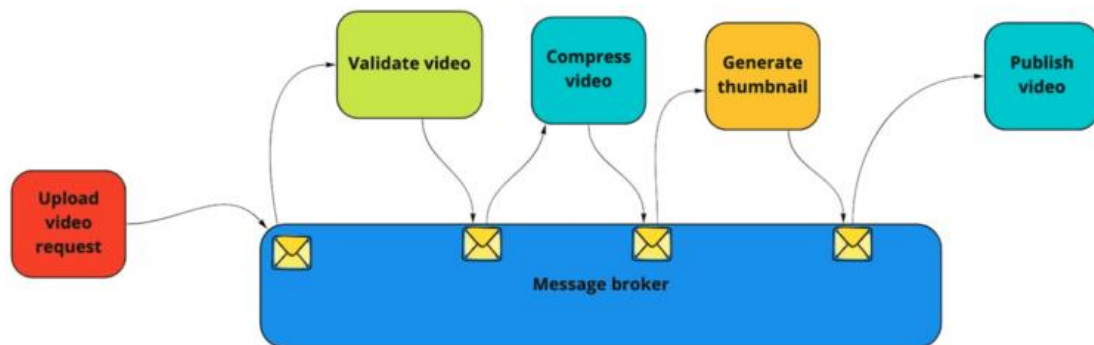 Validate video
Compress
video
Generate
thumbnail
Publish
video
Upload
video
request
Message broker